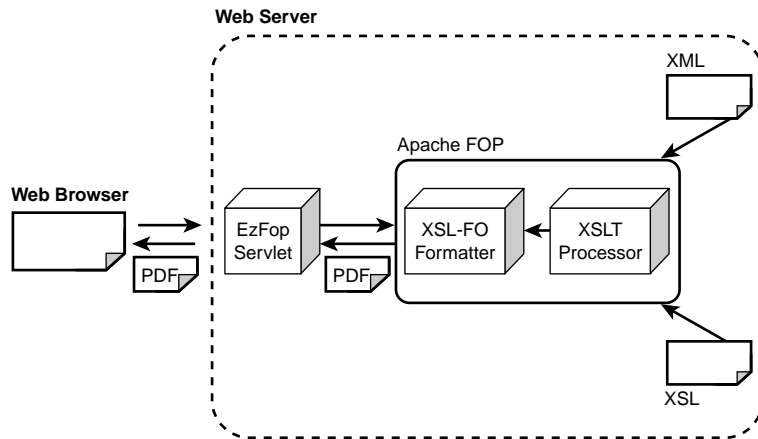 Web Server
XML
Apache FOP
Web Browser
EzFop
Servlet
XSL-FO
Formatter
XSLT
Processor
PDF
PDF
XSL